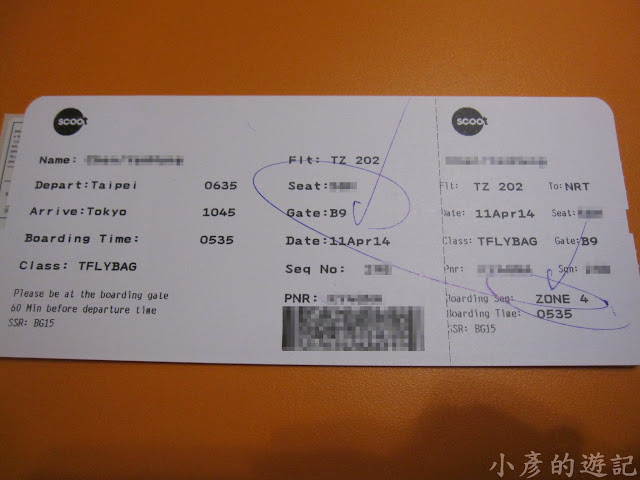 scoot
Name:
Flt: TZ 202
Depart:Taipei 0635
Seat:
Arrive:Tokyo 1045
Gate:B9
Boarding Time: 0535
Date:11Apr14
Class: TFLYBAG
Seq No:
Please be at the boarding gate
60 Min before departure time
SSR: BG15
PNR:
scoot
Flt: TZ 202 To:NRT
Date: 11Apr14 Seat:
Class: TFLYBAG Gate:B9
Pnr: Sqn:
Boarding Seq: ZONE 4
Boarding Time: 0535
SSR: BG15
小彥的遊記